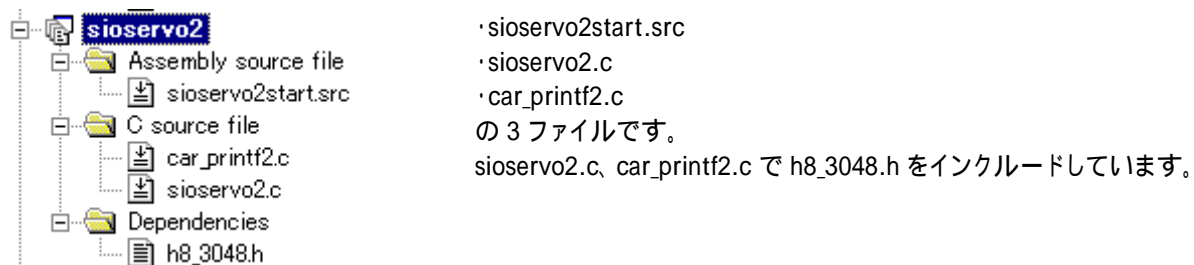 sioservo2
Assembly source file
sioservo2start.src
C source file
car_printf2.c
sioservo2.c
Dependencies
h8_3048.h
・sioservo2start.src
・sioservo2.c
・car_printf2.c
の 3 ファイルです。
sioservo2.c、car_printf2.c で h8_3048.h をインクルードしています。